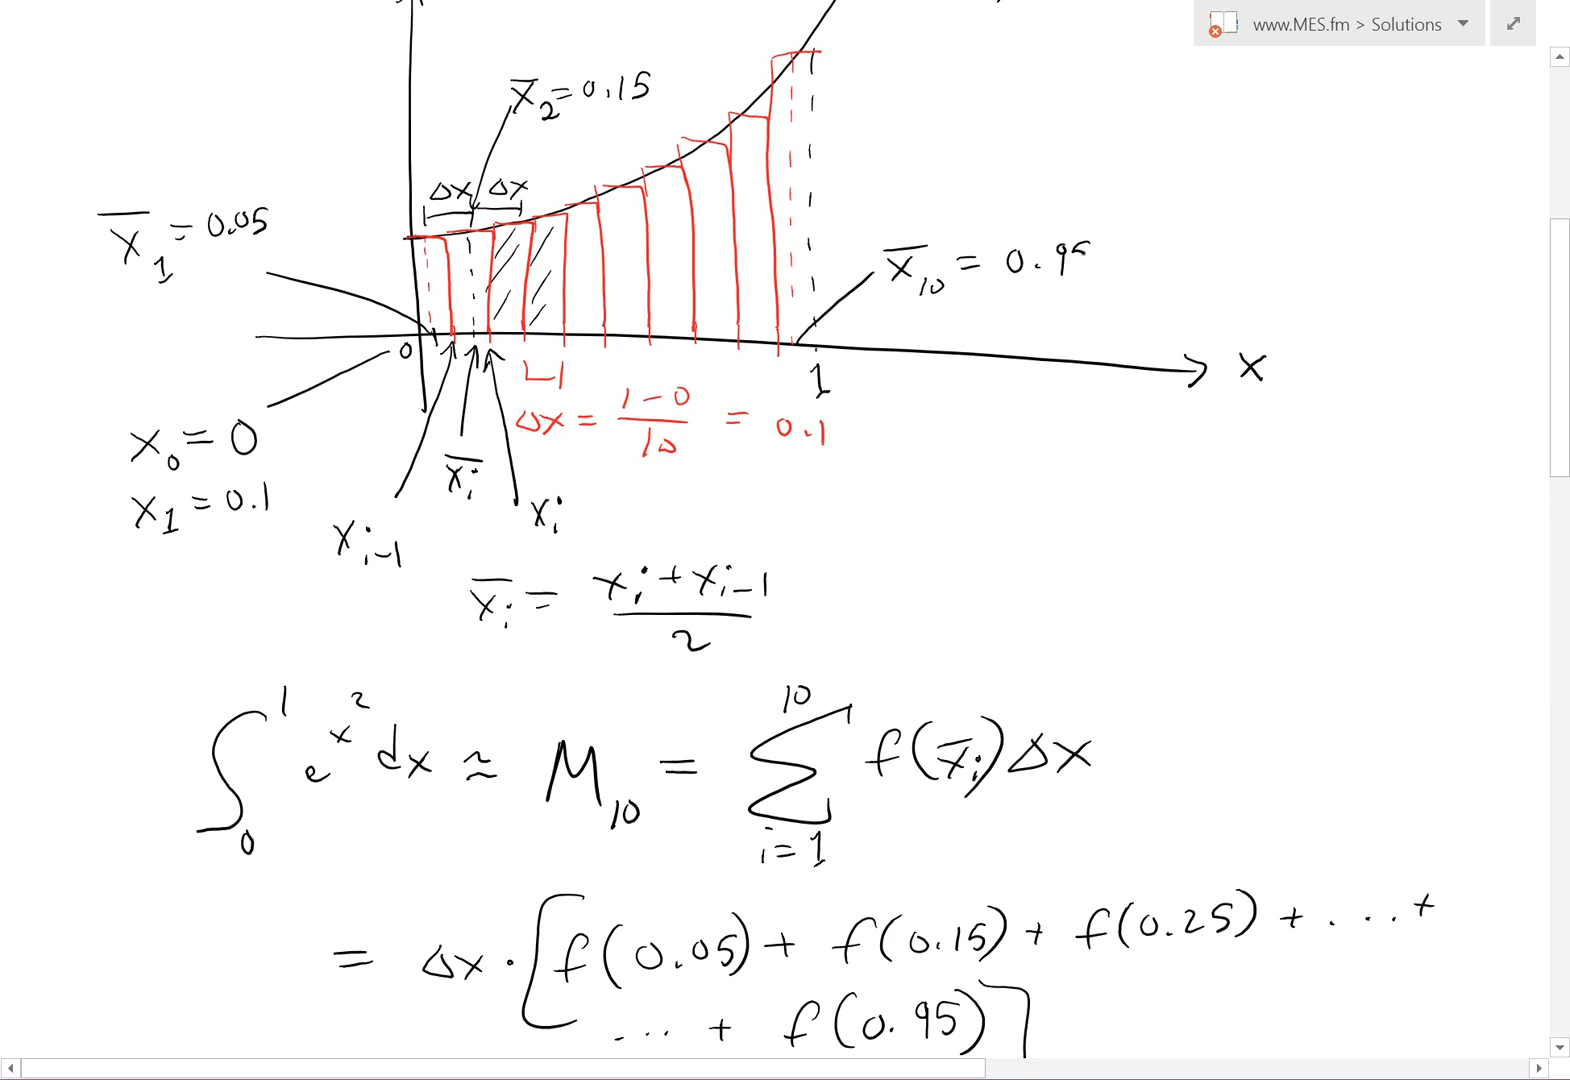 www.MES.fm > Solutions
x̄₂ = 0.15
Δx Δx
x̄₁ = 0.05
x̄₁₀ = 0.95
0
1
x
Δx = (1 - 0)/10 = 0.1
x₀ = 0
x₁ = 0.1
x̄ᵢ
xᵢ
xᵢ₋₁
x̄ᵢ = (xᵢ + xᵢ₋₁)/2
∫₀¹ e^x² dx ≈ M₁₀ = Σᵢ₌₁¹⁰ f(x̄ᵢ)Δx
= Δx · [f(0.05) + f(0.15) + f(0.25) + . . . +
... + f(0.95)]